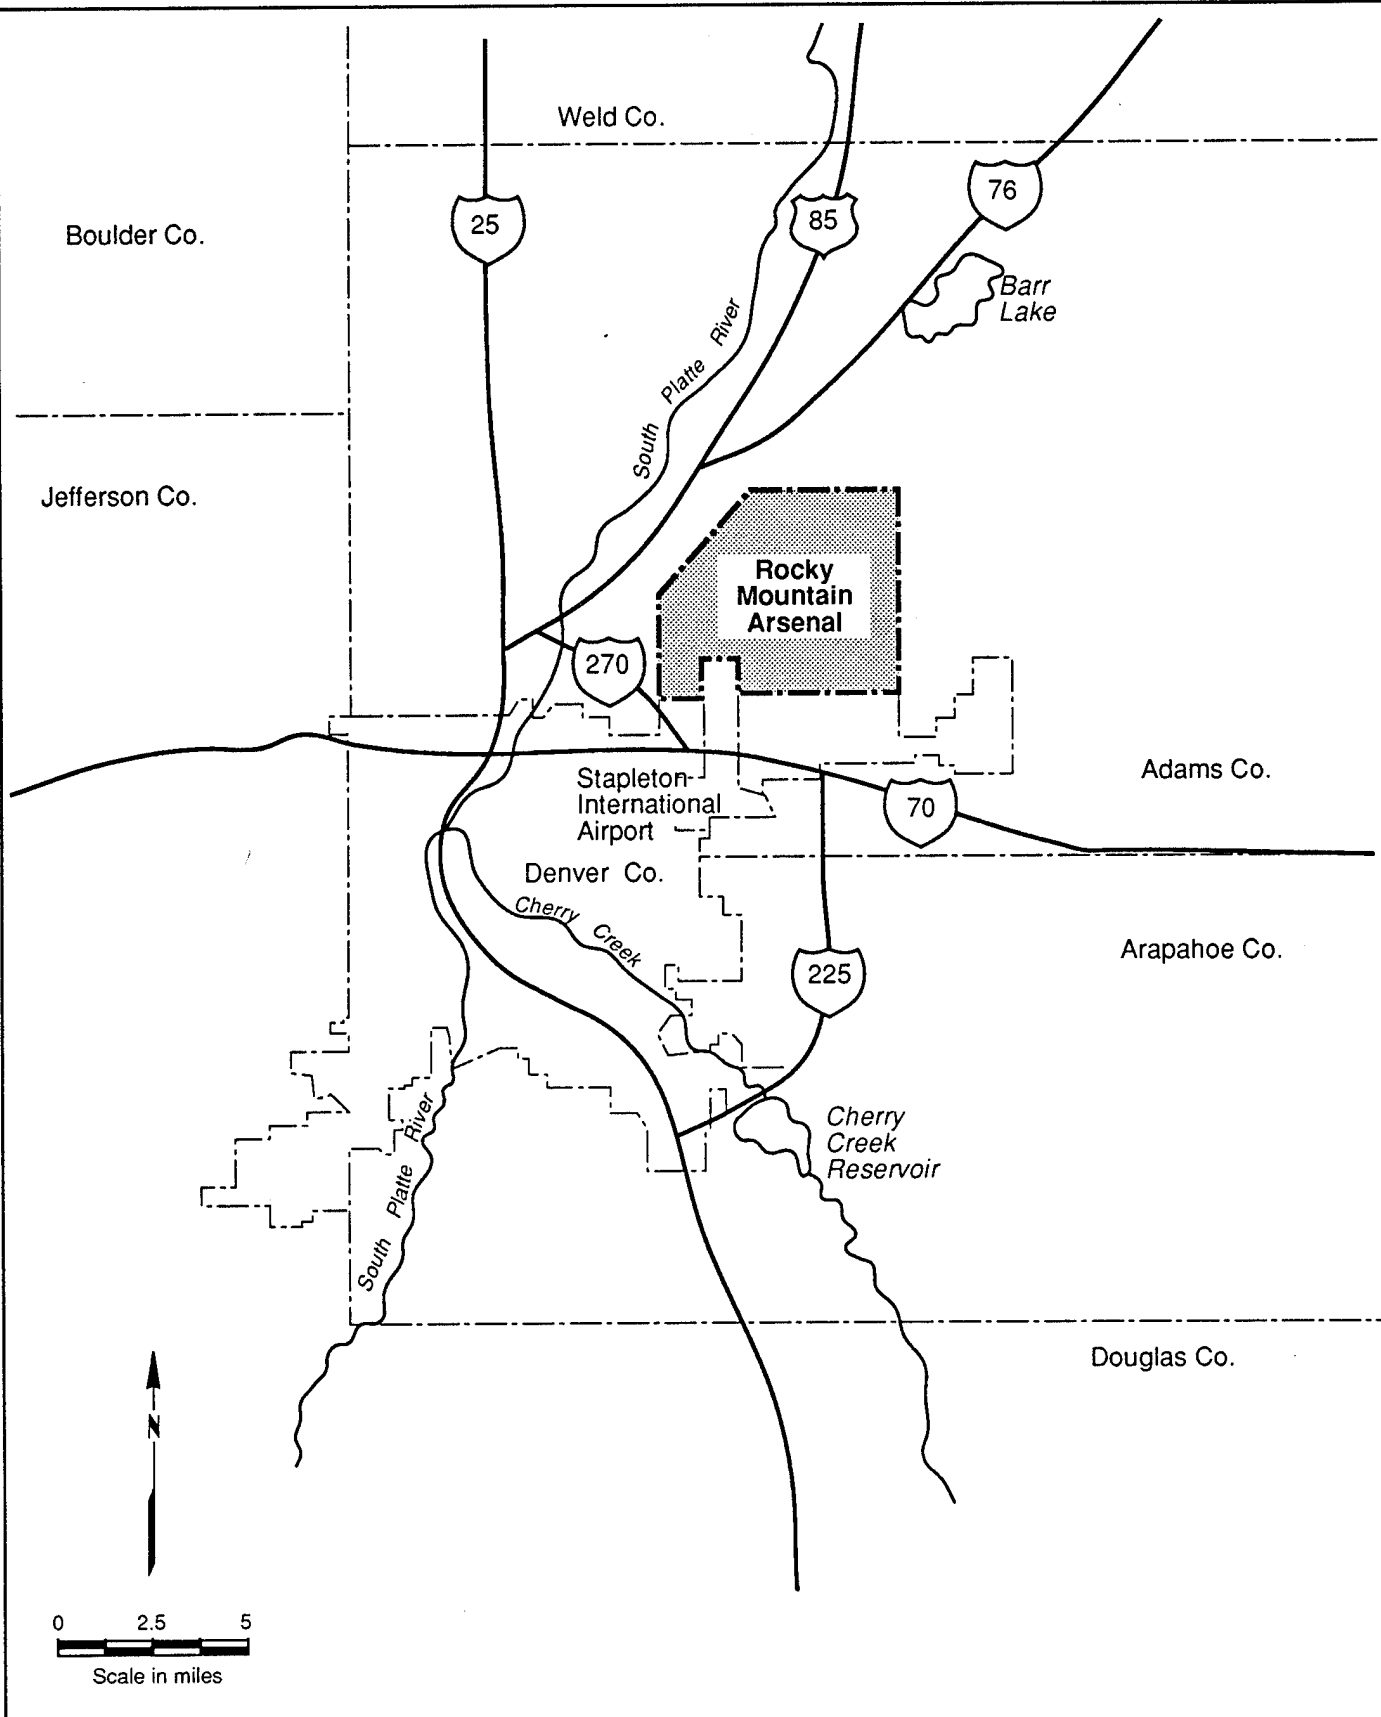 Weld Co.
76
85
25
Boulder Co.
Barr
Lake
South Platte River
Jefferson Co.
Rocky
Mountain
Arsenal
270
Stapleton
International
Airport
Adams Co.
70
Denver Co.
Cherry Creek
Arapahoe Co.
225
Cherry
Creek
Reservoir
South Platte River
Douglas Co.
N
0 2.5 5
Scale in miles